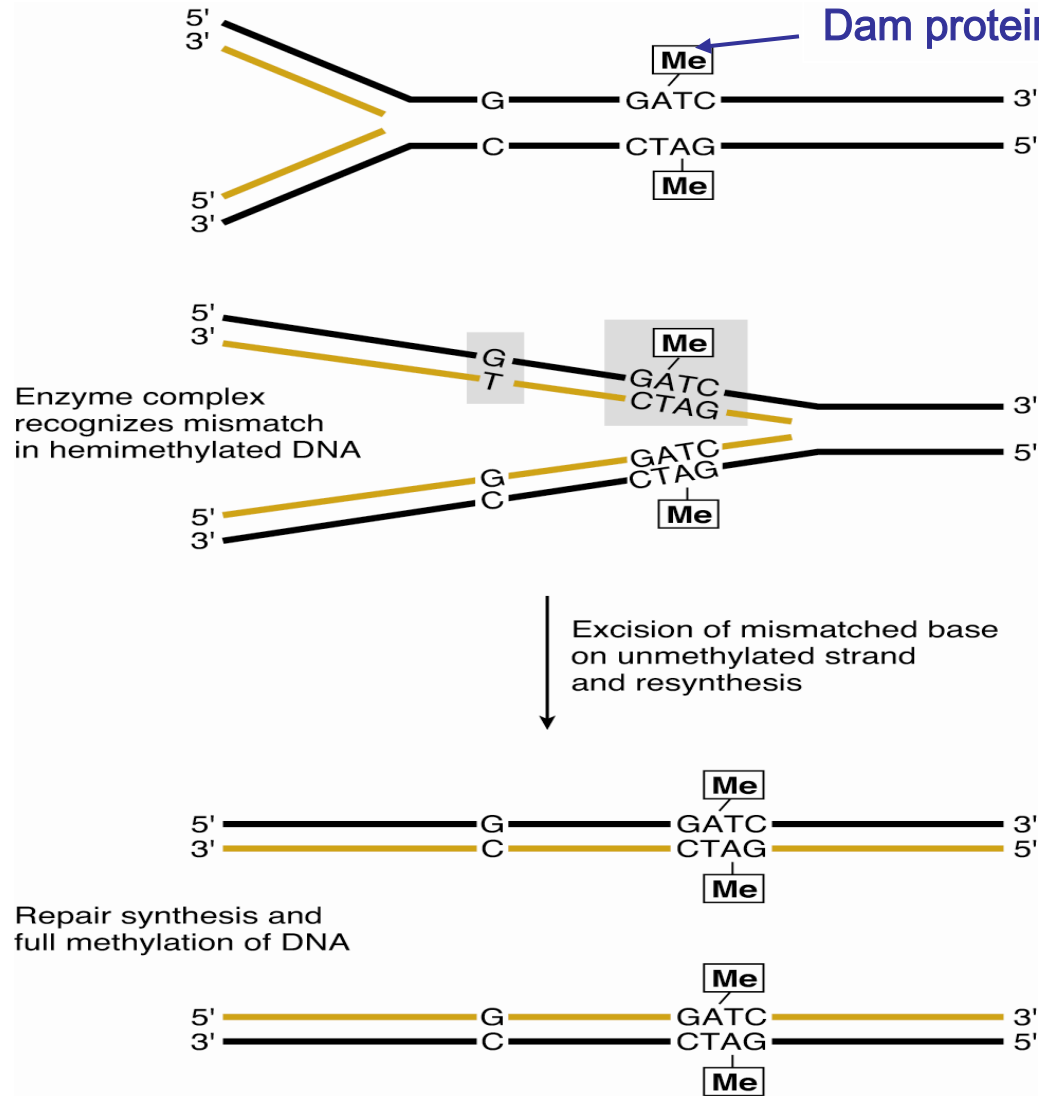 5'
3'
Dam protein
Me
G GATC 3'
C CTAG 5'
Me
5'
3'
5'
3'
Me
G GATC
T CTAG
3'
Enzyme complex
recognizes mismatch
in hemimethylated DNA
5'
G GATC
C CTAG
Me
5'
3'
Excision of mismatched base
on unmethylated strand
and resynthesis
Me
5' G GATC 3'
3' C CTAG 5'
Me
Repair synthesis and
full methylation of DNA
Me
5' G GATC 3'
3' C CTAG 5'
Me